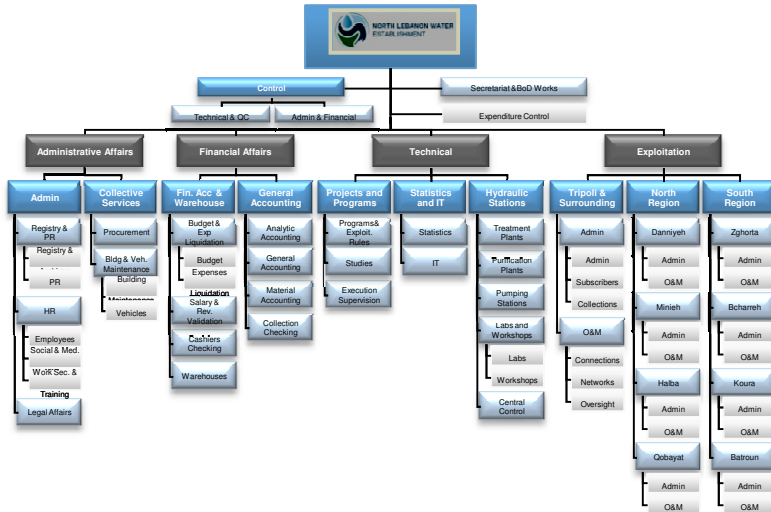 NORTH LEBANON WATER
ESTABLISHMENT
Control
Secretariat &BoD Works
Technical & QC
Admin & Financial
Expenditure Control
Administrative Affairs
Financial Affairs
Technical
Exploitation
Admin
Collective
Services
Fin. Acc &
Warehouse
General
Accounting
Projects and
Programs
Statistics
and IT
Hydraulic
Stations
Tripoli &
Surrounding
North
Region
South
Region
Registry &
PR
Registry &
PR
HR
Employees
Social & Med.
Work Sec. &
Training
Legal Affairs
Procurement
Bldg & Veh.
Maintenance
Building
Maintenance
Vehicles
Budget &
Exp
Liquidation
Budget
Expenses
Liquidation
Salary &
Rev.
Validation
Cashiers
Checking
Warehouses
Analytic
Accounting
General
Accounting
Material
Accounting
Collection
Checking
Programs&
Exploit.
Rules
Studies
Execution
Supervision
Statistics
IT
Treatment
Plants
Purification
Plants
Pumping
Stations
Labs and
Workshops
Labs
Workshops
Central
Control
Admin
Admin
Subscribers
Collections
O&M
Connections
Networks
Oversight
Danniyeh
Admin
O&M
Minieh
Admin
O&M
Halba
Admin
O&M
Qobayat
Admin
O&M
Zghorta
Admin
O&M
Bcharreh
Admin
O&M
Koura
Admin
O&M
Batroun
Admin
O&M